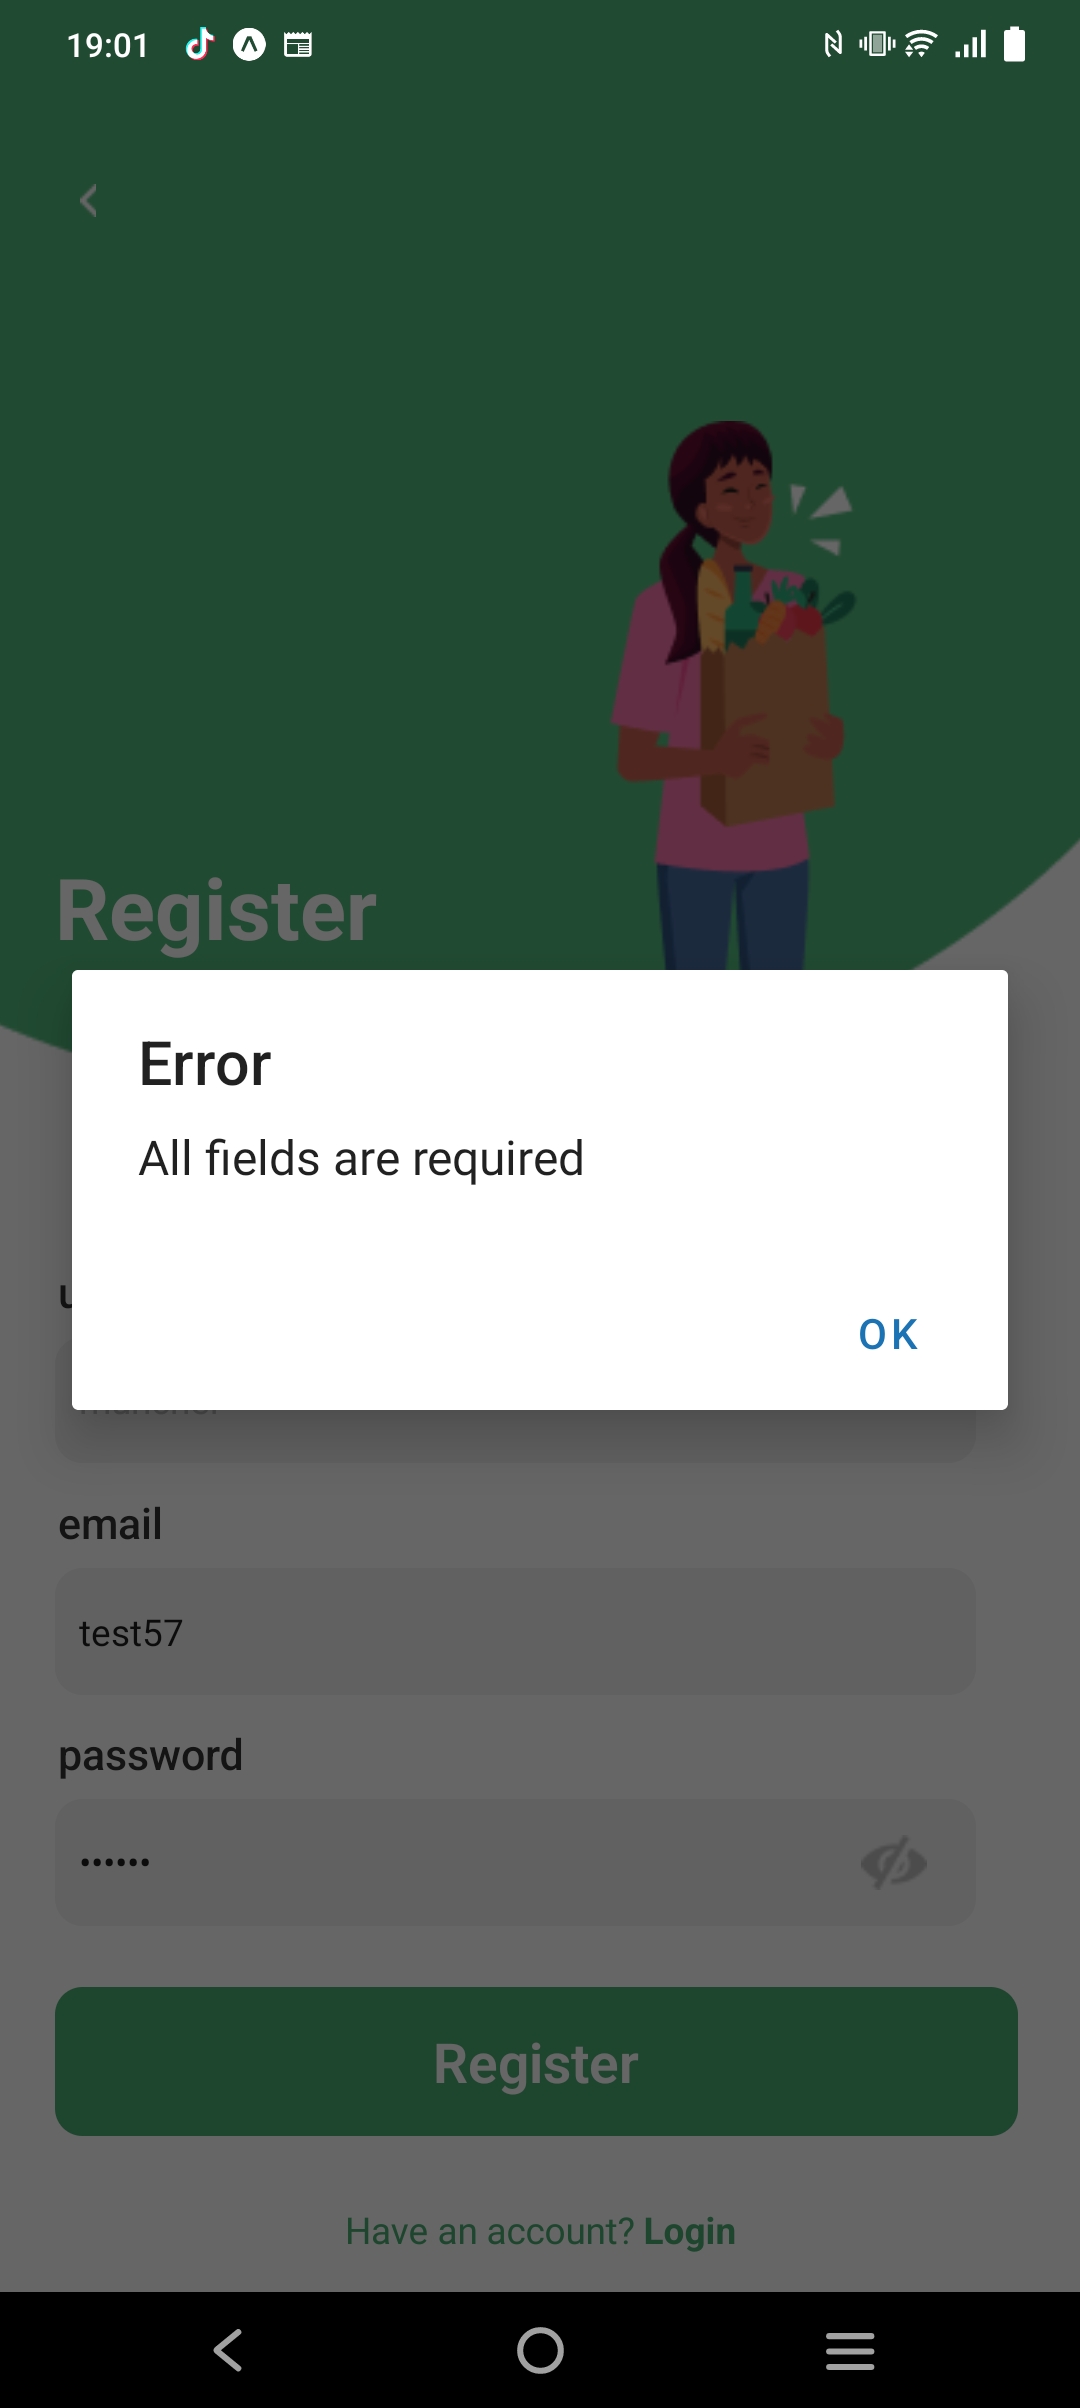 19:01
Register
Error
All fields are required
OK
email
test57
password
••••••
Register
Have an account? Login